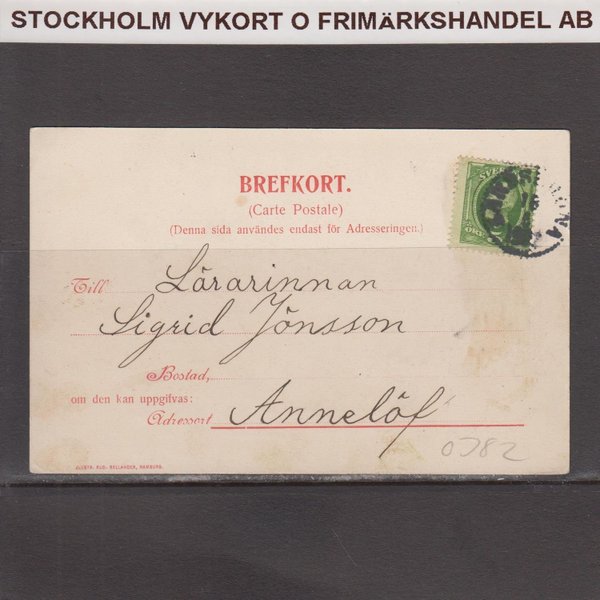 STOCKHOLM VYKORT O FRIMÄRKSHANDEL AB
BREFKORT.
(Carte Postale)
(Denna sida användes endast för Adresseringen.)
Till Lärarinnan
Sigrid Jönsson
Bostad,
om den kan uppgifvas:
Adressort Annelöf
0782